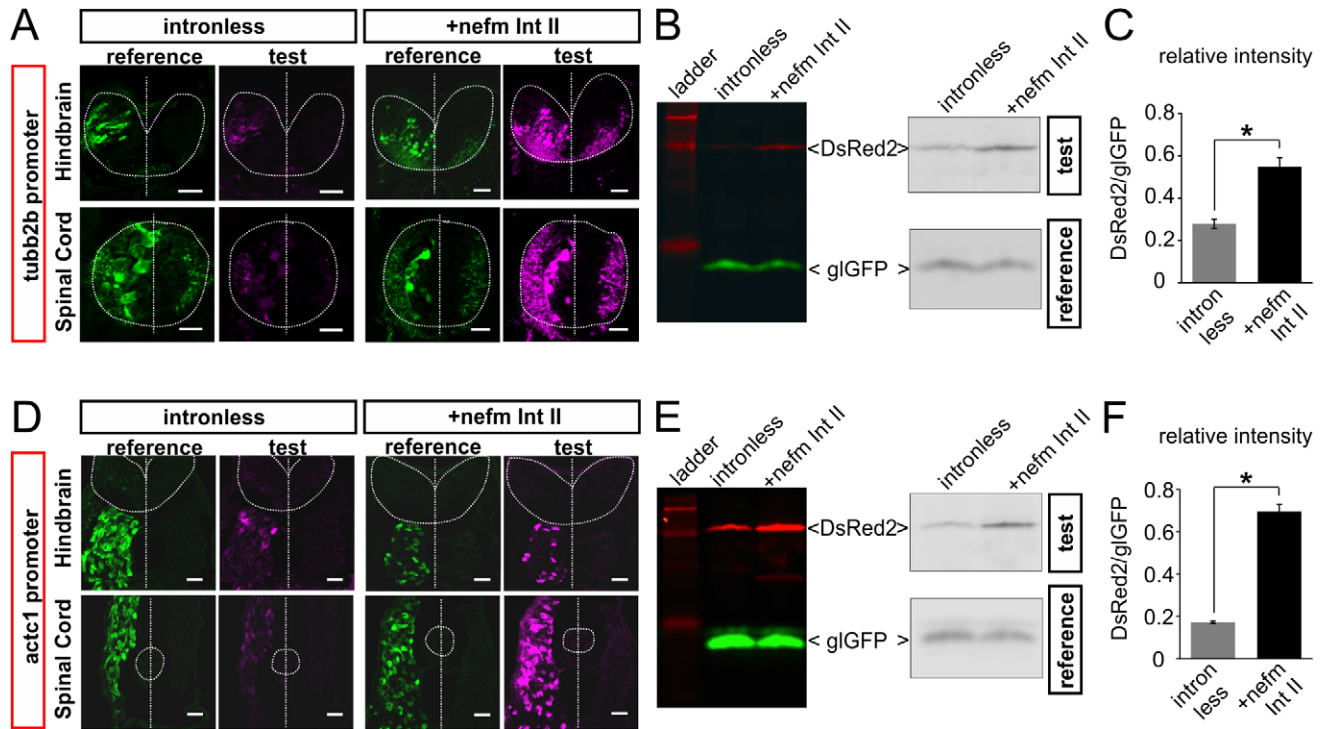 A
intronless
+nefm Int II
reference
test
reference
test
tubb2b promoter
Hindbrain
Spinal Cord
B
ladder
intronless
+nefm Int II
<DsRed2>
< glGFP >
intronless
+nefm Int II
test
reference
C
relative intensity
DsRed2/glGFP
0.8
0.6
0.4
0.2
0
*
intron
less
+nefm
Int II
D
intronless
+nefm Int II
reference
test
reference
test
actc1 promoter
Hindbrain
Spinal Cord
E
ladder
intronless
+nefm Int II
<DsRed2>
< glGFP >
intronless
+nefm Int II
test
reference
F
relative intensity
DsRed2/glGFP
0.8
0.6
0.4
0.2
0
*
intron
less
+nefm
Int II